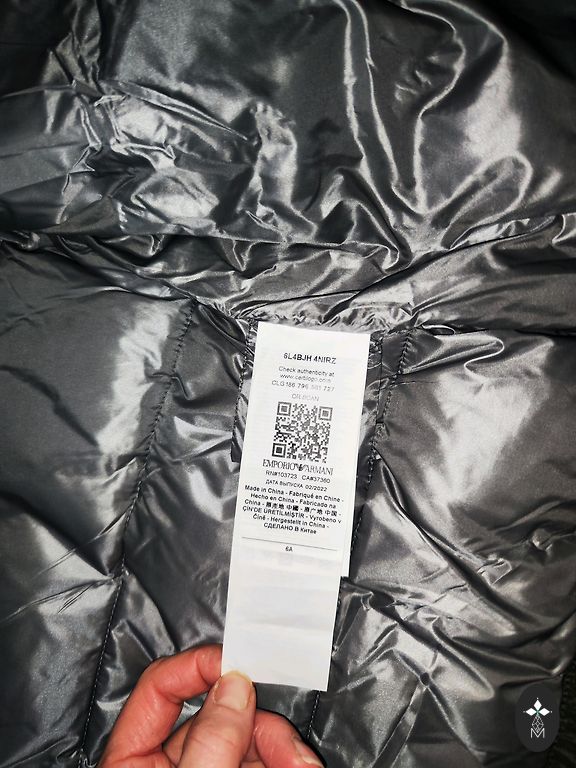 6L4BJH 4NIRZ
Check authenticity at
www.certilogo.com
CLG 186 796 581 727
OR SCAN
EMPORIO ARMANI
RN#103723 CA#37360
ДАТА ВЫПУСКА 02/2022
Made in China - Fabriqué en Chine -
Hecho en China - Fabricado na
China - 原産地 中國 - 原产地 中国 -
ÇİN'DE ÜRETİLMİŞTİR - Vyrobeno v
Číně - Hergestellt in China -
СДЕЛАНО В Китае
6A
M